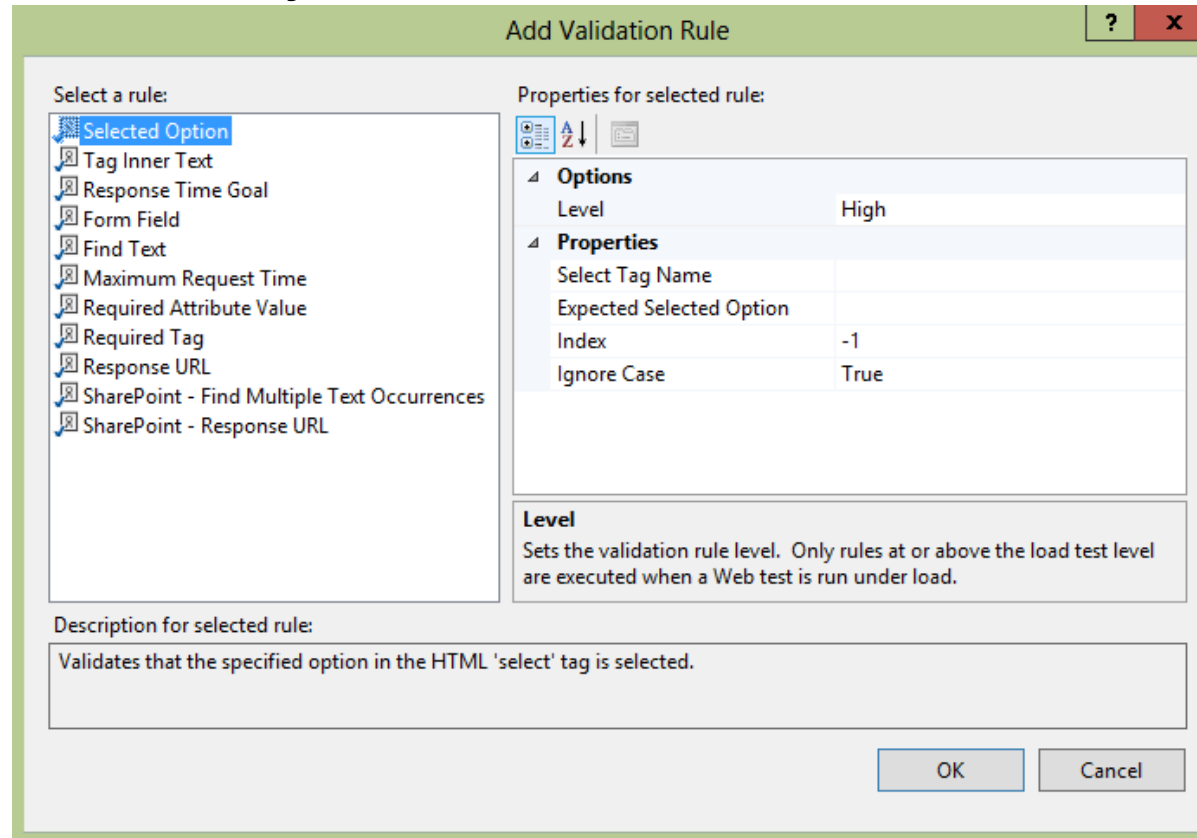 Add Validation Rule
? x
Select a rule:
Selected Option
Tag Inner Text
Response Time Goal
Form Field
Find Text
Maximum Request Time
Required Attribute Value
Required Tag
Response URL
SharePoint - Find Multiple Text Occurrences
SharePoint - Response URL
Properties for selected rule:
A
Z
Options
Level High
Properties
Select Tag Name
Expected Selected Option
Index -1
Ignore Case True
Level
Sets the validation rule level.  Only rules at or above the load test level
are executed when a Web test is run under load.
Description for selected rule:
Validates that the specified option in the HTML 'select' tag is selected.
OK Cancel